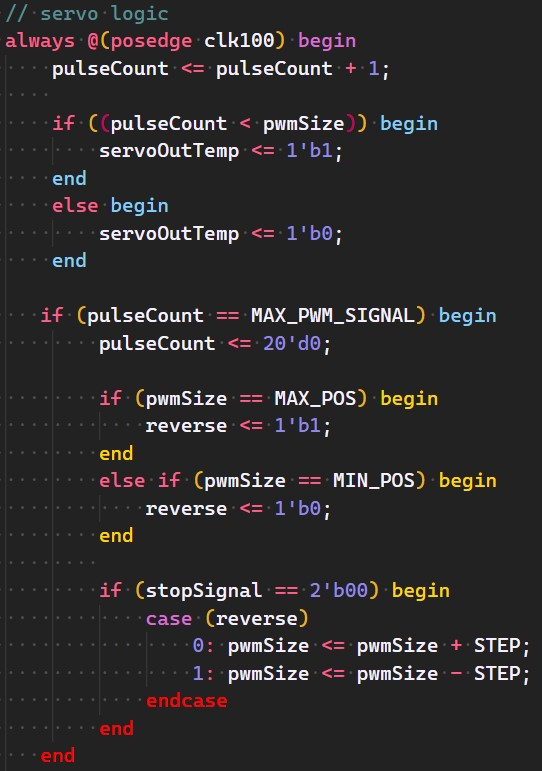 // servo logic
always @(posedge clk100) begin
    pulseCount <= pulseCount + 1;
    
    if ((pulseCount < pwmSize)) begin
        servoOutTemp <= 1'b1;
    end
    else begin
        servoOutTemp <= 1'b0;
    end

   if (pulseCount == MAX_PWM_SIGNAL) begin
        pulseCount <= 20'd0;

        if (pwmSize == MAX_POS) begin
            reverse <= 1'b1;
        end
        else if (pwmSize == MIN_POS) begin
            reverse <= 1'b0;
        end
        
        if (stopSignal == 2'b00) begin
            case (reverse)
                0: pwmSize <= pwmSize + STEP;
                1: pwmSize <= pwmSize - STEP;
            endcase
        end
   end